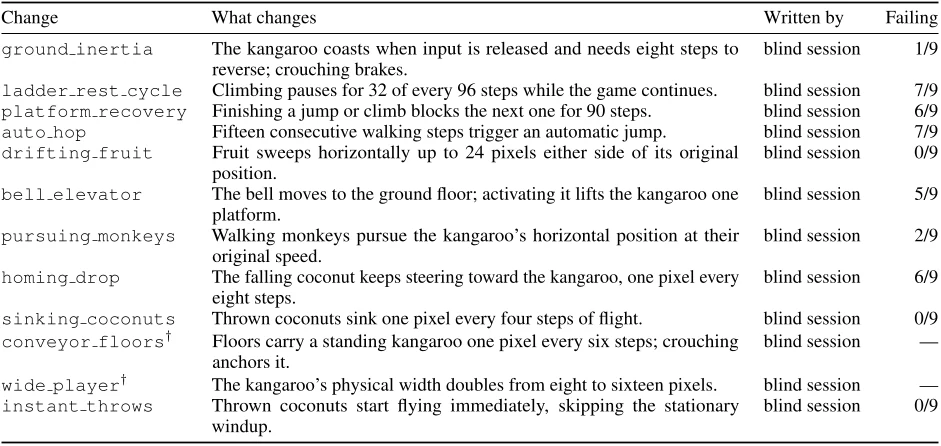 Change What changes Written by Failing
ground_inertia The kangaroo coasts when input is released and needs eight steps to blind session 1/9
reverse; crouching brakes.
ladder_rest_cycle Climbing pauses for 32 of every 96 steps while the game continues. blind session 7/9
platform_recovery Finishing a jump or climb blocks the next one for 90 steps. blind session 6/9
auto_hop Fifteen consecutive walking steps trigger an automatic jump. blind session 7/9
drifting_fruit Fruit sweeps horizontally up to 24 pixels either side of its original blind session 0/9
position.
bell_elevator The bell moves to the ground floor; activating it lifts the kangaroo one blind session 5/9
platform.
pursuing_monkeys Walking monkeys pursue the kangaroo's horizontal position at their blind session 2/9
original speed.
homing_drop The falling coconut keeps steering toward the kangaroo, one pixel every blind session 6/9
eight steps.
sinking_coconuts Thrown coconuts sink one pixel every four steps of flight. blind session 0/9
conveyor_floors† Floors carry a standing kangaroo one pixel every six steps; crouching blind session —
anchors it.
wide_player† The kangaroo's physical width doubles from eight to sixteen pixels. blind session —
instant_throws Thrown coconuts start flying immediately, skipping the stationary blind session 0/9
windup.